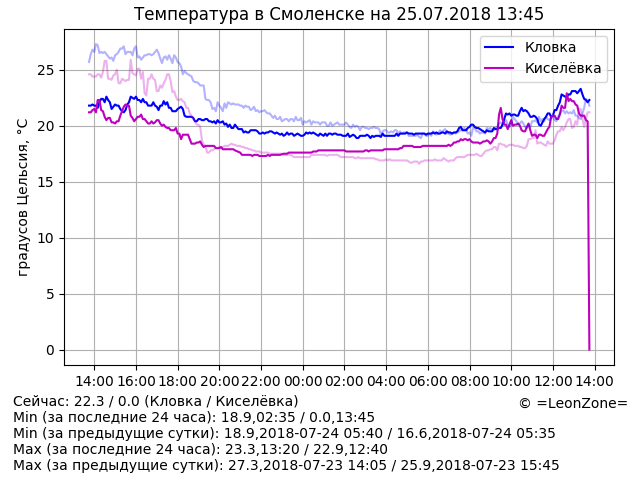 Температура в Смоленске на 25.07.2018 13:45
Кловка
Киселёвка
градусов Цельсия, °C
25
20
15
10
5
0
14:00 16:00 18:00 20:00 22:00 00:00 02:00 04:00 06:00 08:00 10:00 12:00 14:00
Сейчас: 22.3 / 0.0 (Кловка / Киселёвка)
© =LeonZone=
Min (за последние 24 часа): 18.9,02:35 / 0.0,13:45
Min (за предыдущие сутки): 18.9,2018-07-24 05:40 / 16.6,2018-07-24 05:35
Max (за последние 24 часа): 23.3,13:20 / 22.9,12:40
Max (за предыдущие сутки): 27.3,2018-07-23 14:05 / 25.9,2018-07-23 15:45